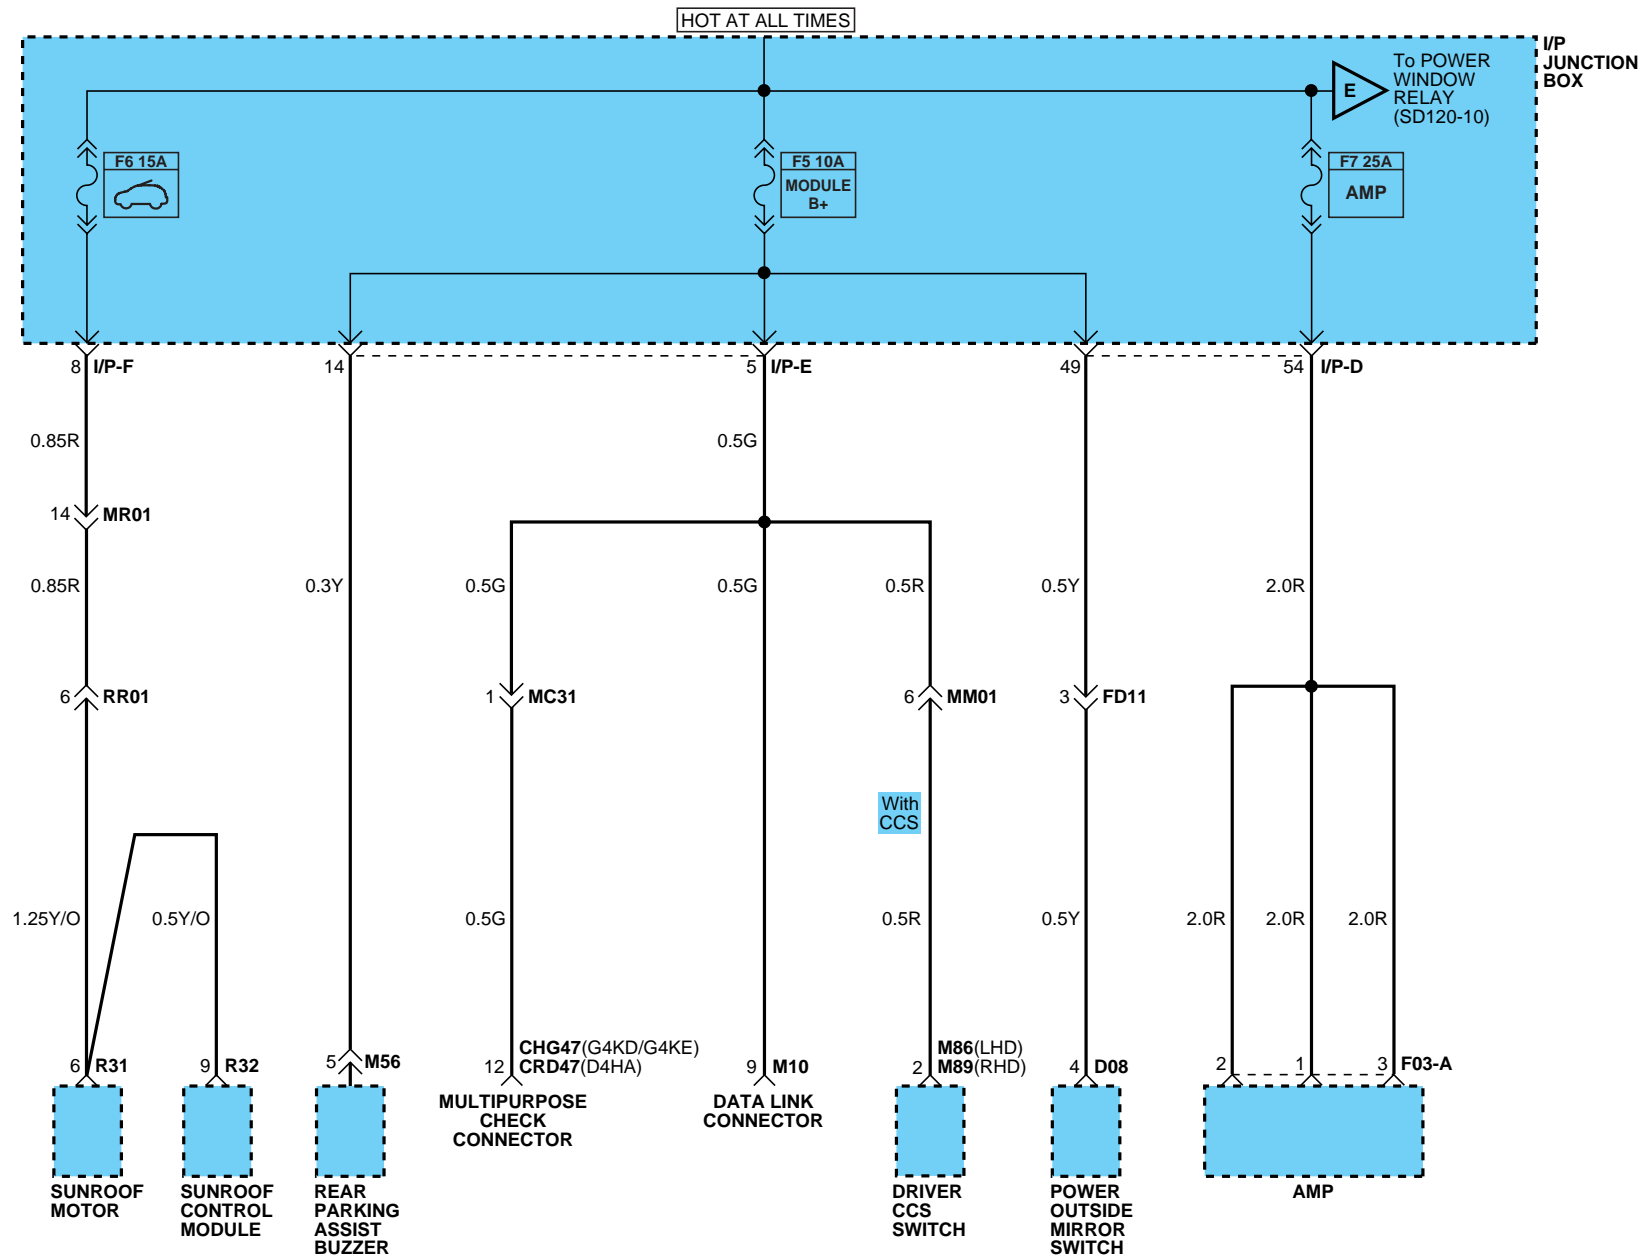 HOT AT ALL TIMES
I/P
JUNCTION
BOX
To POWER
WINDOW
RELAY
(SD120-10)
E
F6 15A
F5 10A
MODULE
B+
F7 25A
AMP
8 I/P-F
14
5 I/P-E
49
54 I/P-D
0.85R
0.5G
14 MR01
0.85R
0.3Y
0.5G
0.5G
0.5R
0.5Y
2.0R
6 RR01
1 MC31
6 MM01
3 FD11
With
CCS
1.25Y/O
0.5Y/O
0.5G
0.5R
0.5Y
2.0R
2.0R
2.0R
6 R31
9 R32
5 M56
CHG47(G4KD/G4KE)
12 CRD47(D4HA)
9 M10
M86(LHD)
2 M89(RHD)
4 D08
2
1
3 F03-A
MULTIPURPOSE
CHECK
CONNECTOR
DATA LINK
CONNECTOR
SUNROOF
MOTOR
SUNROOF
CONTROL
MODULE
REAR
PARKING
ASSIST
BUZZER
DRIVER
CCS
SWITCH
POWER
OUTSIDE
MIRROR
SWITCH
AMP